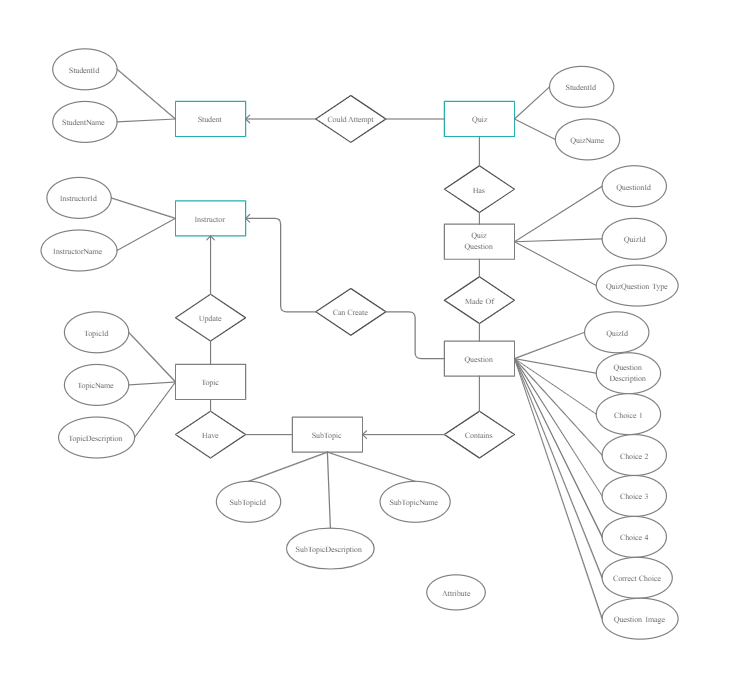 StudentId
StudentName
Student
Could Attempt
Quiz
StudentId
QuizName
InstructorId
InstructorName
Instructor
Has
QuestionId
Quiz
Question
QuizId
QuizQuestion Type
Update
Can Create
Made Of
QuizId
TopicId
TopicName
TopicDescription
Topic
Question
Question
Description
Choice 1
Have
SubTopic
Contains
Choice 2
Choice 3
SubTopicId
SubTopicName
SubTopicDescription
Choice 4
Correct Choice
Attribute
Question Image